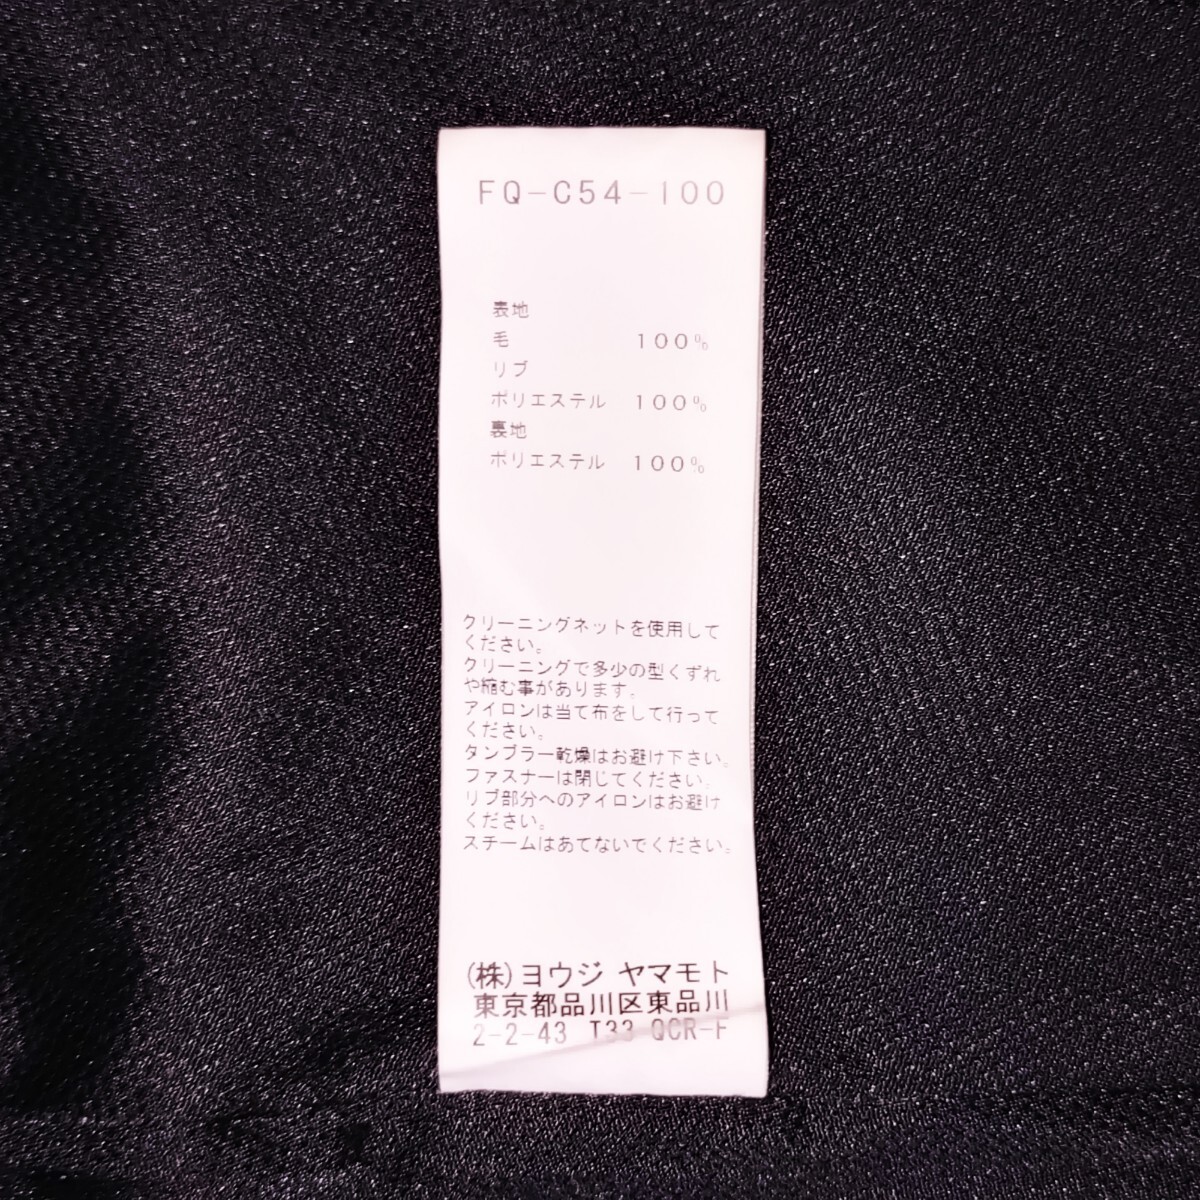 FQ-C54-100
表地
毛 100%
リブ
ポリエステル 100%
裏地
ポリエステル 100%
クリーニングネットを使用して
ください。
クリーニングで多少の型くずれ
や縮む事があります。
アイロンは当て布をして行って
ください。
タンブラー乾燥はお避け下さい。
ファスナーは閉じてください。
リブ部分へのアイロンはお避け
ください。
スチームはあてないでください。
(株)ヨウジ ヤマモト
東京都品川区東品川
2-2-43 T33 QCR-F